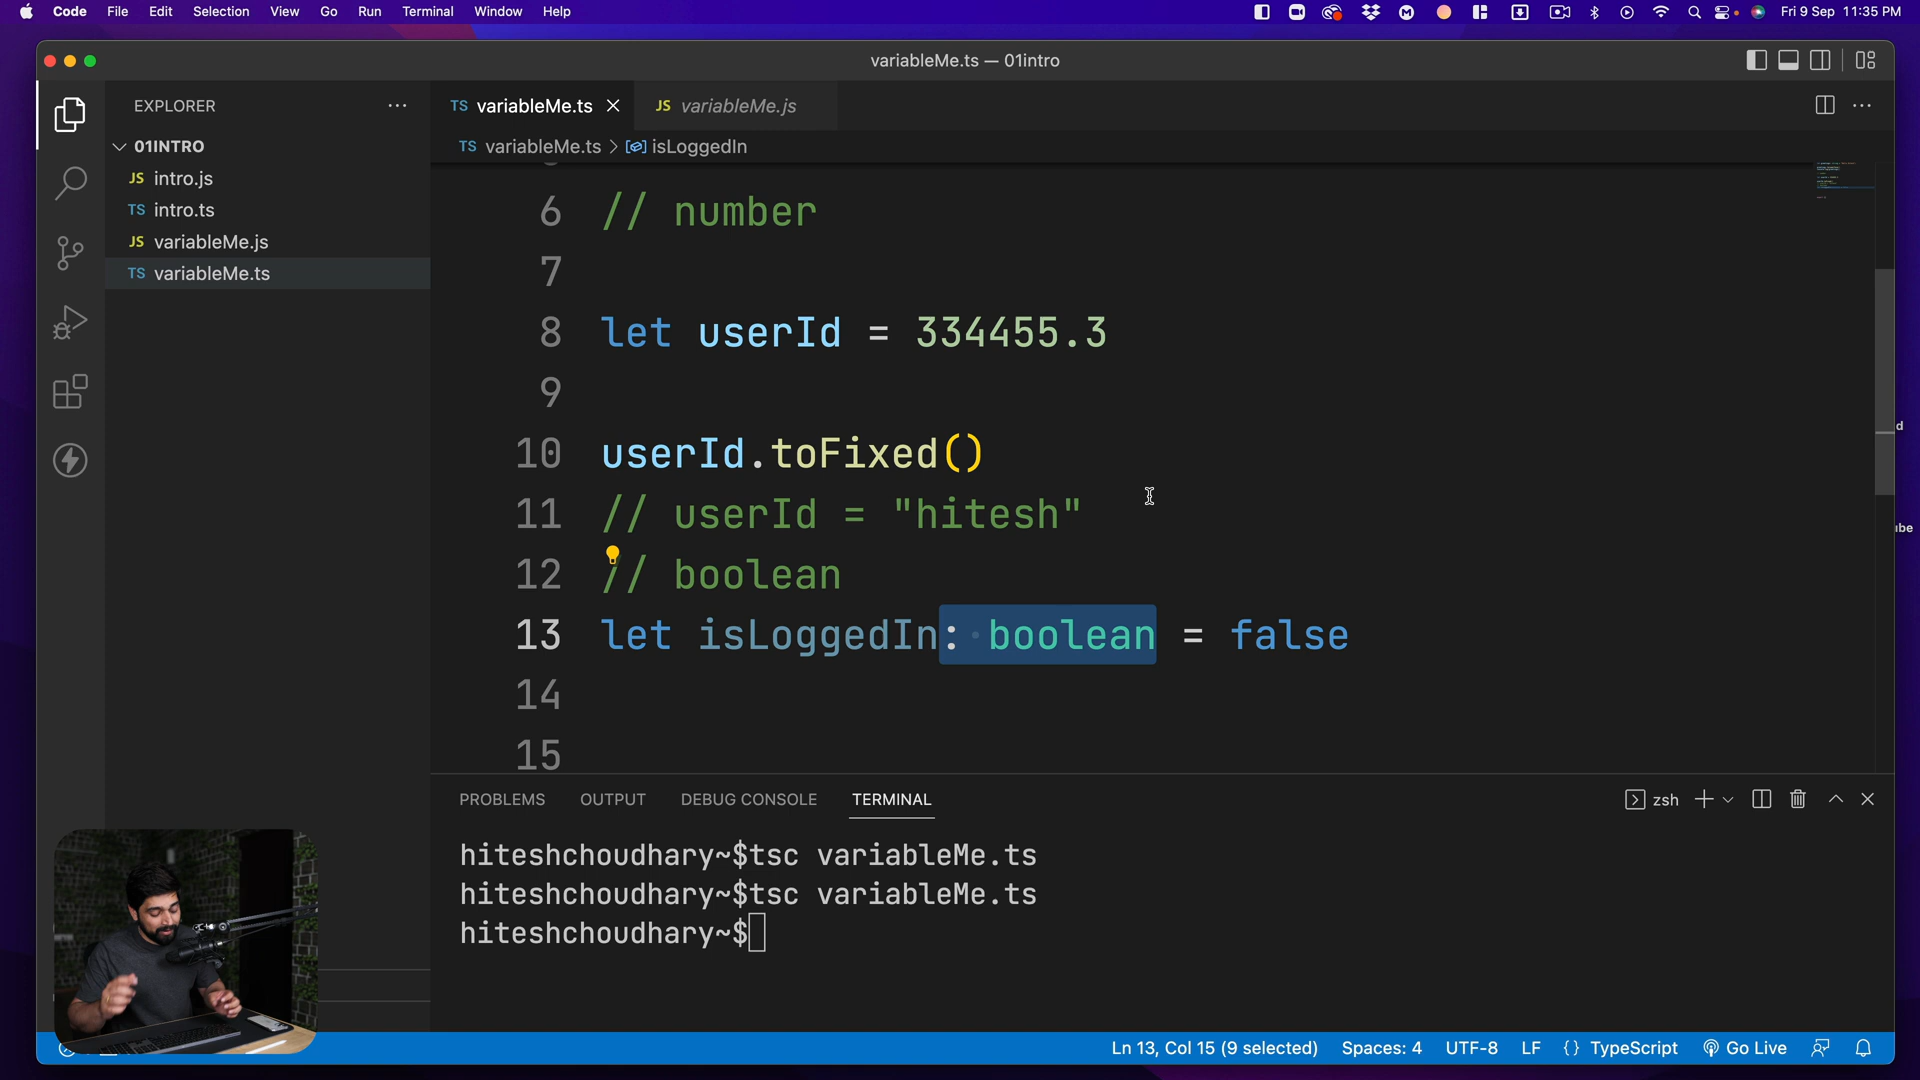 Code File Edit Selection View Go Run Terminal Window Help
Fri 9 Sep 11:35 PM
variableMe.ts — 01intro
EXPLORER
TS variableMe.ts
JS variableMe.js
01INTRO
TS variableMe.ts > isLoggedIn
JS intro.js
TS intro.ts
JS variableMe.js
TS variableMe.ts
6 // number
7
8 let userId = 334455.3
9
10 userId.toFixed()
11 // userId = "hitesh"
12 // boolean
13 let isLoggedIn: boolean = false
14
15
PROBLEMS OUTPUT DEBUG CONSOLE TERMINAL
zsh
hiteshchoudhary~$tsc variableMe.ts
hiteshchoudhary~$tsc variableMe.ts
hiteshchoudhary~$
Ln 13, Col 15 (9 selected) Spaces: 4 UTF-8 LF {} TypeScript Go Live